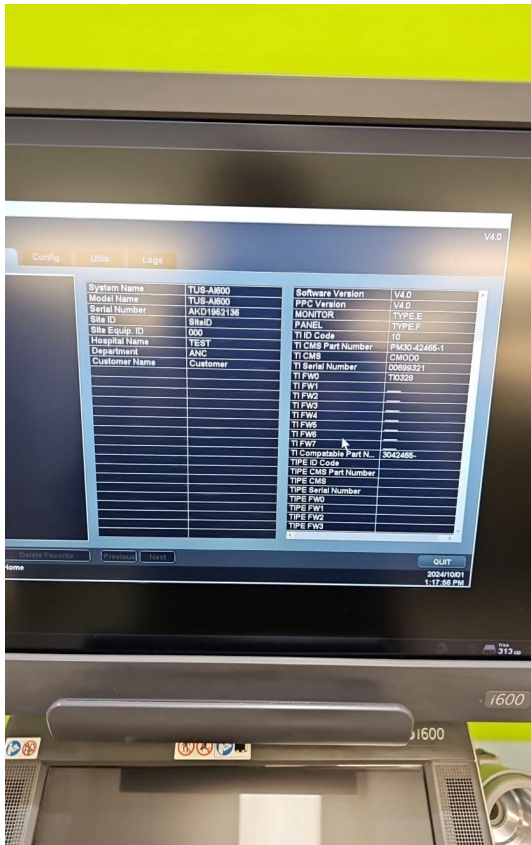 V4.0
Config Utils Logs
System Name TUS-AI600
Model Name TUS-AI600
Serial Number AKD1952136
Site ID SiteID
Site Equip. ID 000
Hospital Name TEST
Department ANC
Customer Name Customer
Software Version V4.0
PPC Version V4.0
MONITOR TYPE.E
PANEL TYPE.F
TI ID Code 10
TI CMS Part Number PM30-42465-1
TI CMS CMOD0
TI Serial Number 00699321
TI FW0 TI0328
TI FW1
TI FW2
TI FW3
TI FW4
TI FW5
TI FW6
TI FW7
TI Compatable Part N... 3042465-
TIPE ID Code
TIPE CMS Part Number
TIPE CMS
TIPE Serial Number
TIPE FW0
TIPE FW1
TIPE FW2
TIPE FW3
Delete Favorite Previous Next QUIT
Home
2024/10/01
1:17:56 PM
free
313 GB
i600
i600